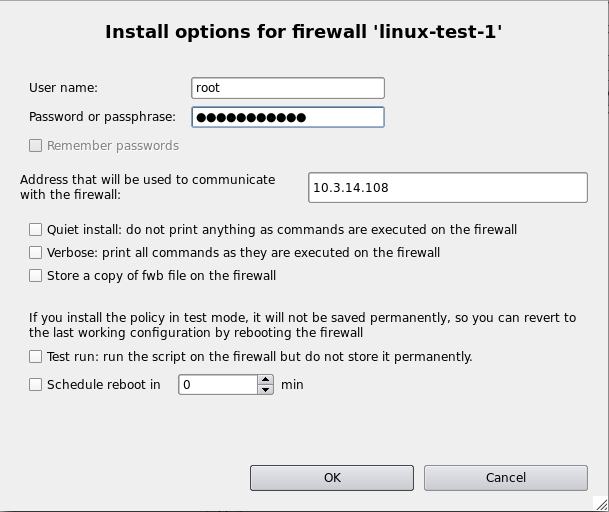 Install options for firewall 'linux-test-1'
User name:
root
Password or passphrase:
●●●●●●●●●●●
Remember passwords
Address that will be used to communicate
with the firewall:
10.3.14.108
Quiet install: do not print anything as commands are executed on the firewall
Verbose: print all commands as they are executed on the firewall
Store a copy of fwb file on the firewall
If you install the policy in test mode, it will not be saved permanently, so you can revert to
the last working configuration by rebooting the firewall
Test run: run the script on the firewall but do not store it permanently.
Schedule reboot in 0 min
OK Cancel